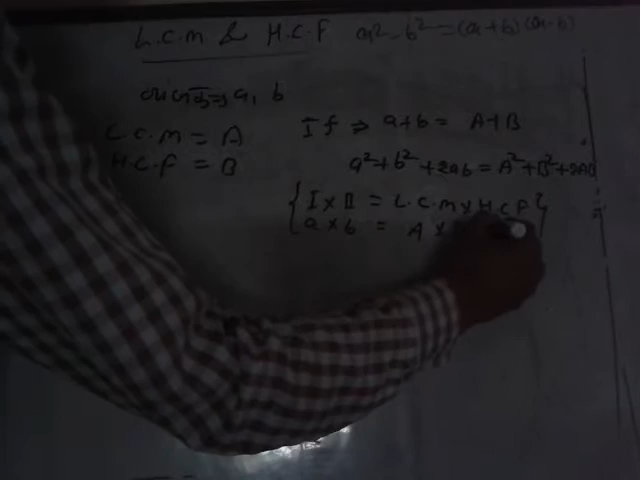 L.C.M & H.C.F a²-b²=(a+b)(a-b)
a, b
L.C.M = A
H.C.F = B
If ⇒ a+b = A+B
a²+b²+2ab = A²+B²+2AB
{I×II = L.C.M×H.C.F}
a×b = A×